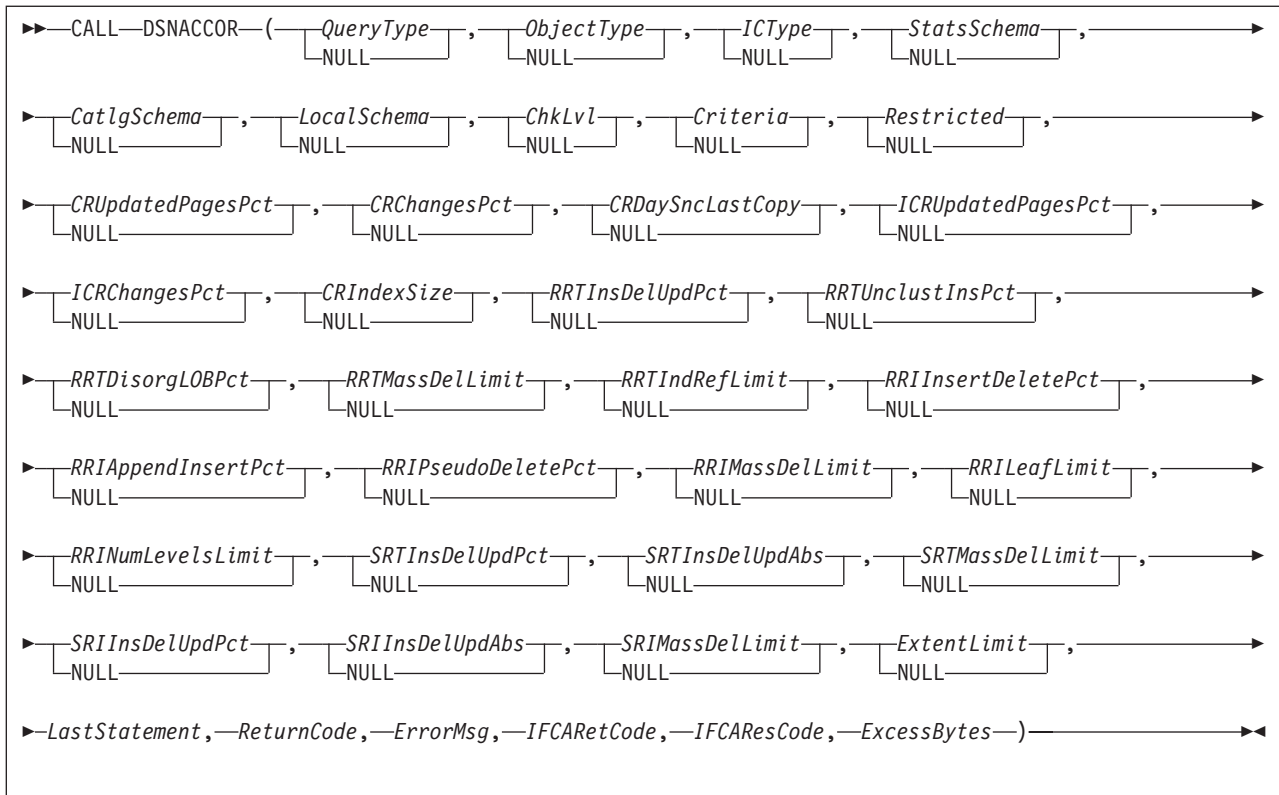 CALL DSNACCOR ( QueryType , ObjectType , ICType , StatsSchema ,
NULL NULL NULL NULL
CatlgSchema , LocalSchema , ChkLvl , Criteria , Restricted ,
NULL NULL NULL NULL NULL
CRUpdatedPagesPct , CRChangesPct , CRDaySncLastCopy , ICRUpdatedPagesPct ,
NULL NULL NULL NULL
ICRChangesPct , CRIndexSize , RRTInsDelUpdPct , RRTUnclustInsPct ,
NULL NULL NULL NULL
RRTDisorgLOBPct , RRTMassDelLimit , RRTIndRefLimit , RRIInsertDeletePct ,
NULL NULL NULL NULL
RRIAppendInsertPct , RRIPseudoDeletePct , RRIMassDelLimit , RRILeafLimit ,
NULL NULL NULL NULL
RRINumLevelsLimit , SRTInsDelUpdPct , SRTInsDelUpdAbs , SRTMassDelLimit ,
NULL NULL NULL NULL
SRIInsDelUpdPct , SRIInsDelUpdAbs , SRIMassDelLimit , ExtentLimit ,
NULL NULL NULL NULL
LastStatement, ReturnCode, ErrorMsg, IFCARetCode, IFCAResCode, ExcessBytes )